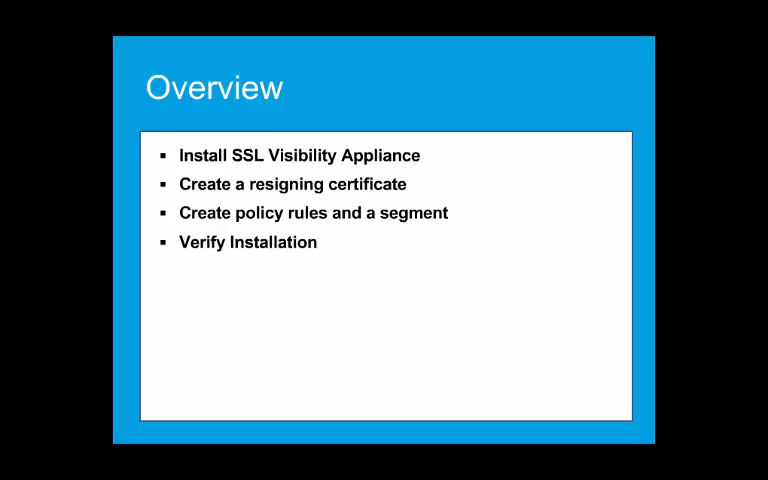 Overview
▪ Install SSL Visibility Appliance
▪ Create a resigning certificate
▪ Create policy rules and a segment
▪ Verify Installation